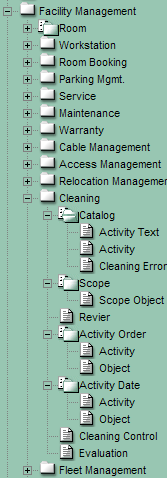 Facility Management
Room
Workstation
Room Booking
Parking Mgmt.
Service
Maintenance
Warranty
Cable Management
Access Management
Relocation Manageme
Cleaning
Catalog
Activity Text
Activity
Cleaning Error
Scope
Scope Object
Revier
Activity Order
Activity
Object
Activity Date
Activity
Object
Cleaning Control
Evaluation
Fleet Management